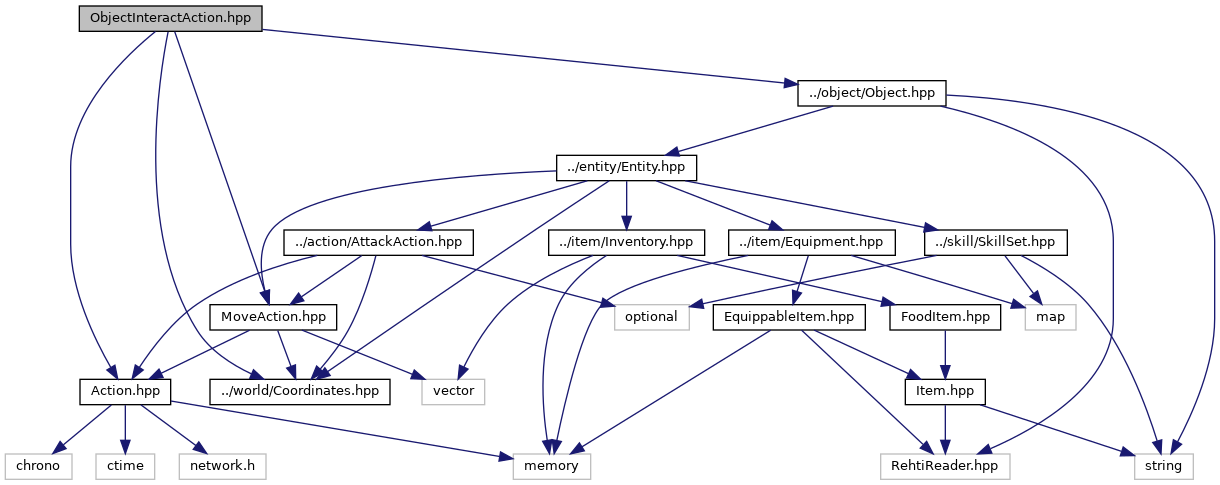 ObjectInteractAction.hpp
../object/Object.hpp
../entity/Entity.hpp
../action/AttackAction.hpp
../item/Inventory.hpp
../item/Equipment.hpp
../skill/SkillSet.hpp
MoveAction.hpp
optional
EquippableItem.hpp
FoodItem.hpp
map
Action.hpp
../world/Coordinates.hpp
vector
Item.hpp
chrono
ctime
network.h
memory
RehtiReader.hpp
string